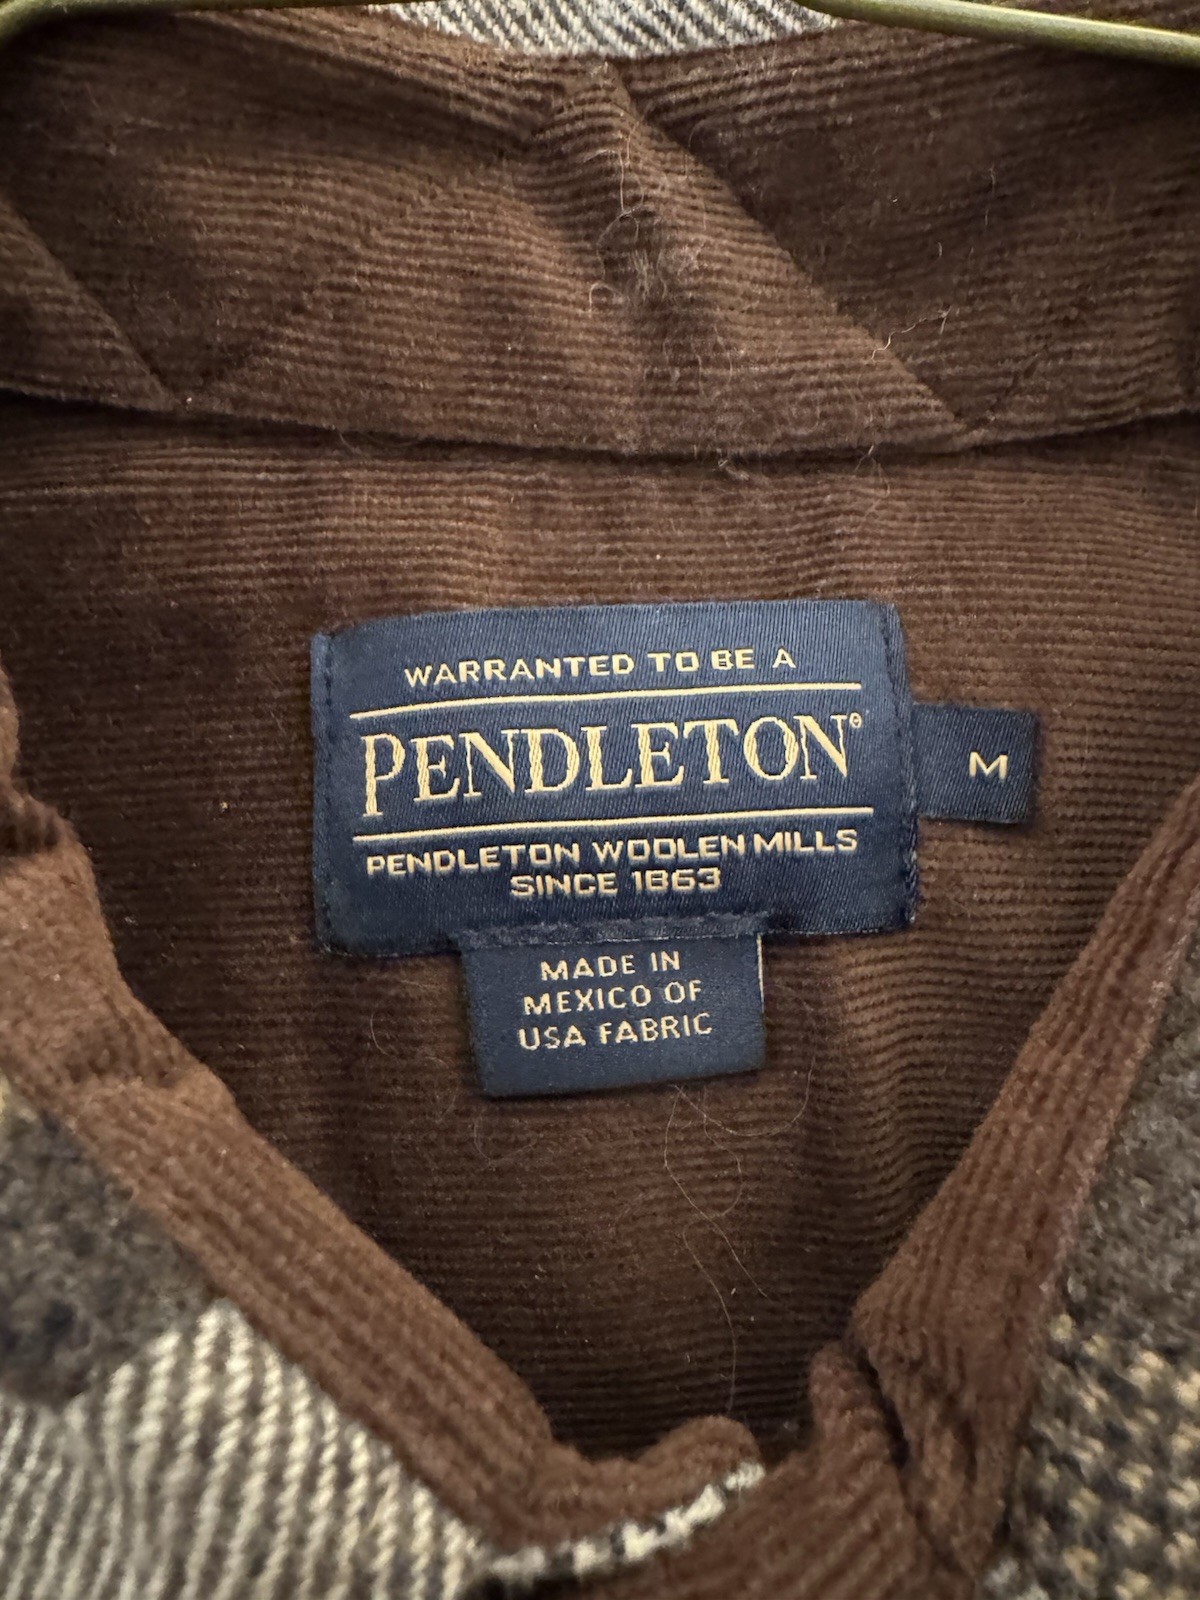 WARRANTED TO BE A
PENDLETON®
M
PENDLETON WOOLEN MILLS
SINCE 1863
MADE IN
MEXICO OF
USA FABRIC